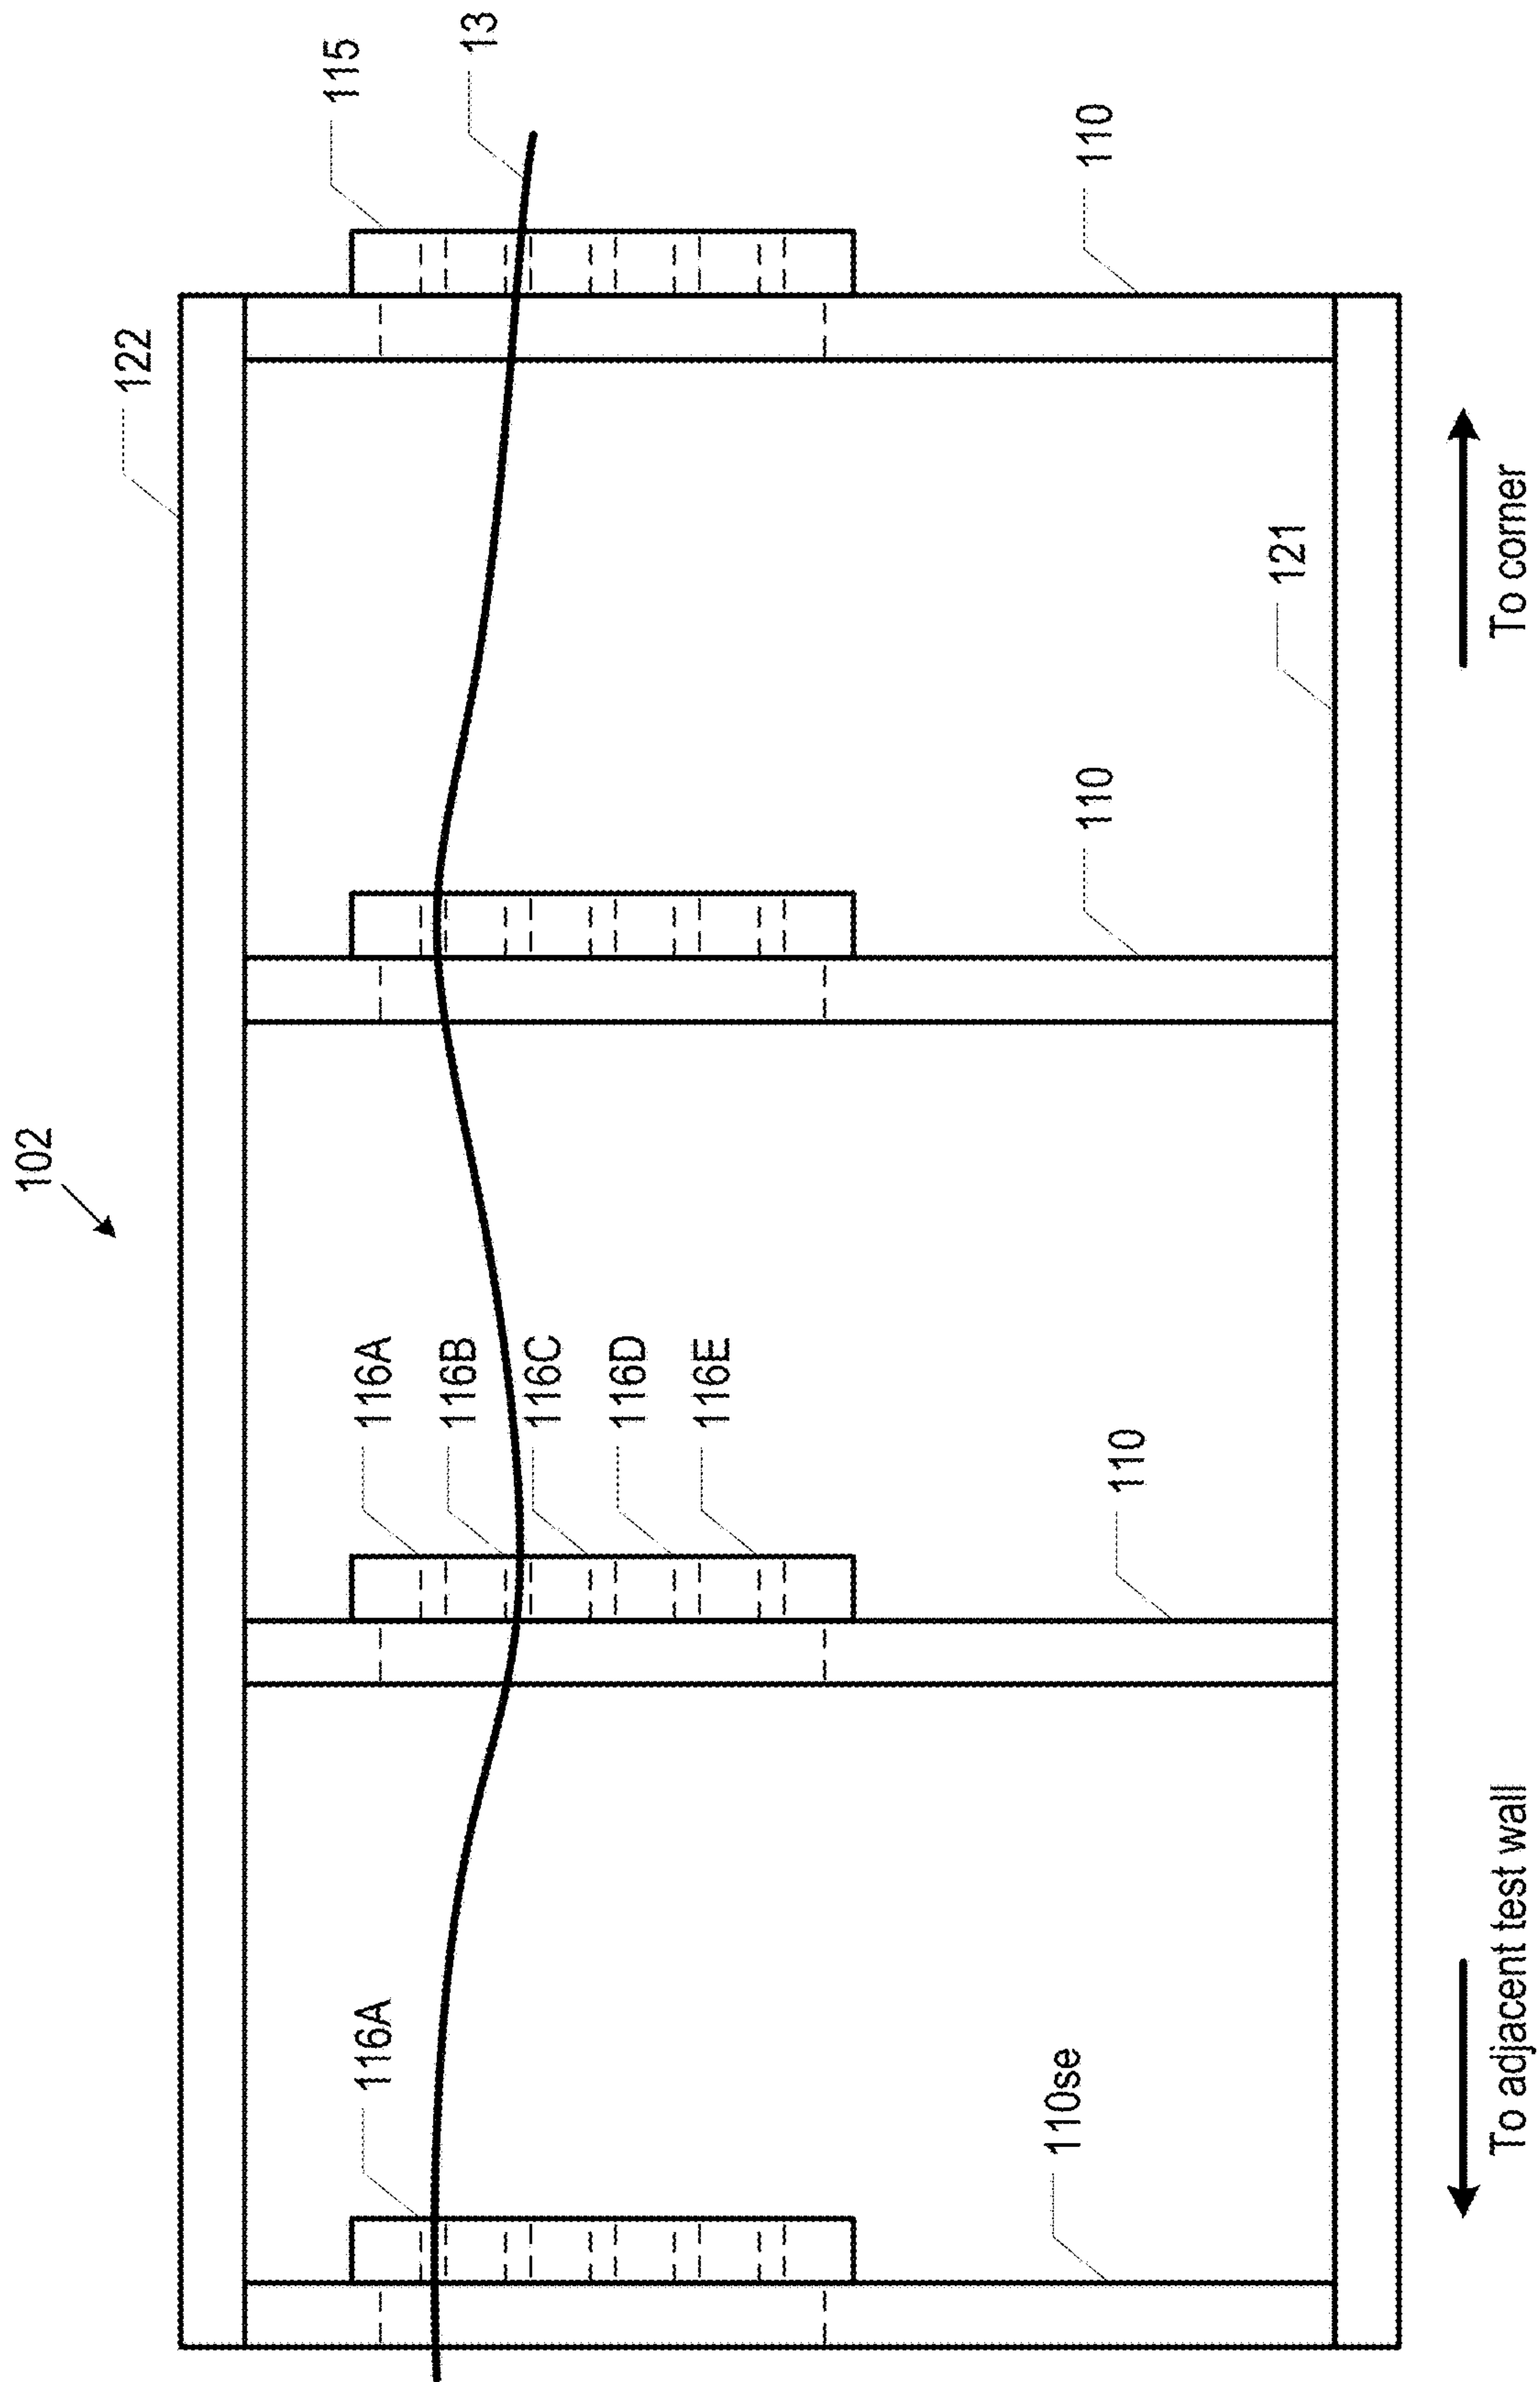 102
122
115
13
116A
116B
116C
116D
116E
116A
110
110
110
110se
121
To adjacent test wall
To corner